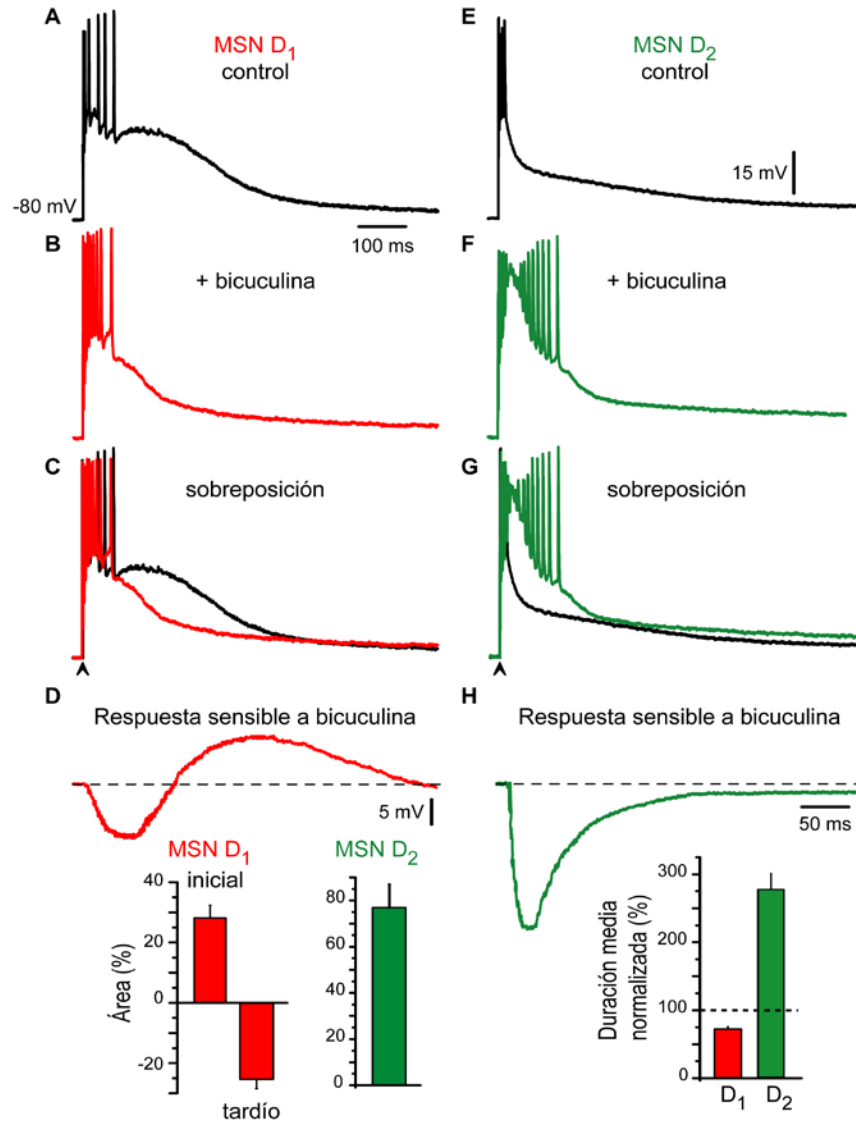 A
MSN D1
control
-80 mV
100 ms
E
MSN D2
control
15 mV
B
+ bicuculina
F
+ bicuculina
C
sobreposición
G
sobreposición
D
Respuesta sensible a bicuculina
5 mV
H
Respuesta sensible a bicuculina
50 ms
MSN D1
inicial
Área (%)
40
20
0
-20
tardío
MSN D2
80
60
40
20
0
Duración media
normalizada (%)
300
200
100
0
D1
D2